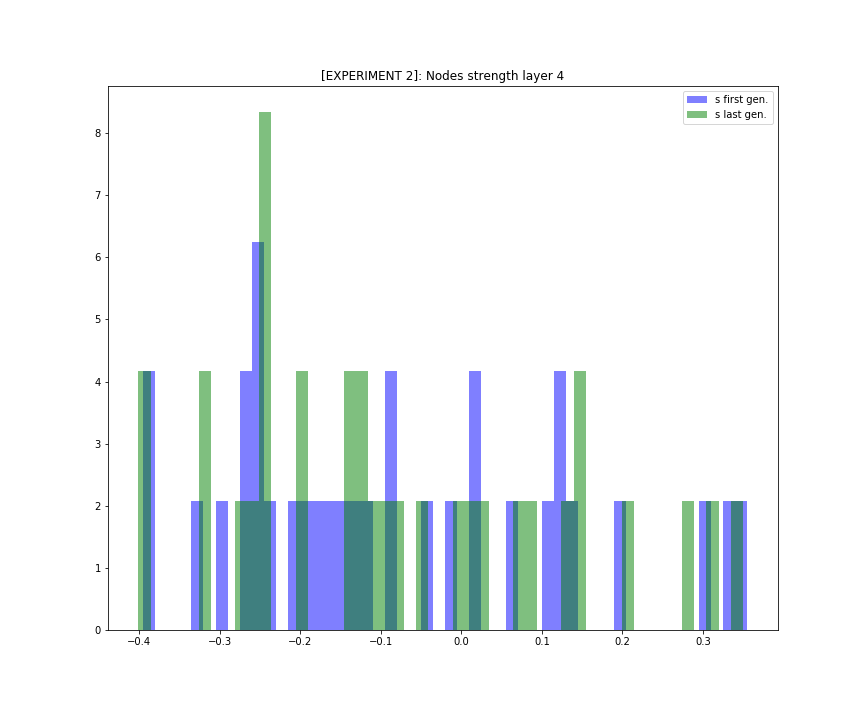 [EXPERIMENT 2]: Nodes strength layer 4
s first gen.
s last gen.
8
7
6
5
4
3
2
1
0
−0.4 −0.3 −0.2 −0.1 0.0 0.1 0.2 0.3